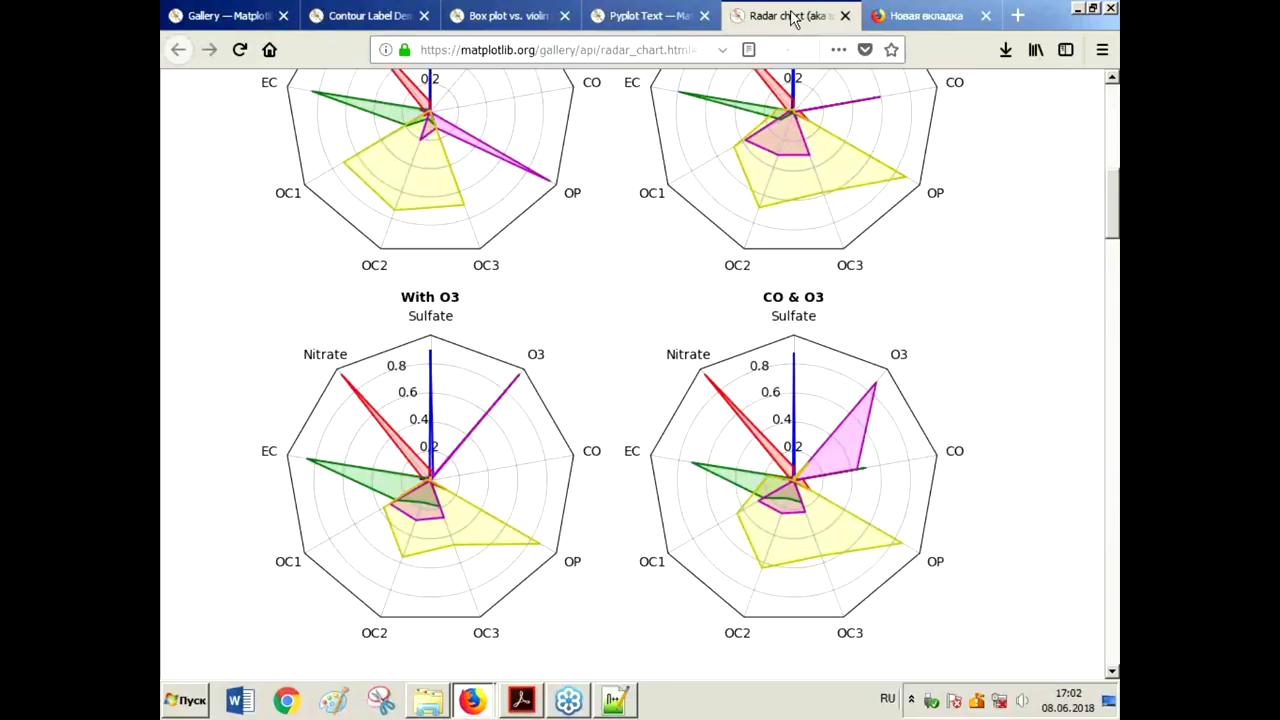 Gallery — Matplotl
Contour Label De
Box plot vs. violin
Pyplot Text — Ma
Radar chart (aka s
Новая вкладка
https://matplotlib.org/gallery/api/radar_chart.html
EC 0.2 CO
EC 0.2 CO
OC1 OP
OC1 OP
OC2 OC3
OC2 OC3
With O3
CO & O3
Sulfate
Sulfate
Nitrate 0.8 O3
Nitrate 0.8 O3
0.6
0.6
0.4
0.4
EC 0.2 CO
EC 0.2 CO
OC1 OP
OC1 OP
OC2 OC3
OC2 OC3
Пуск
RU
17:02
08.06.2018